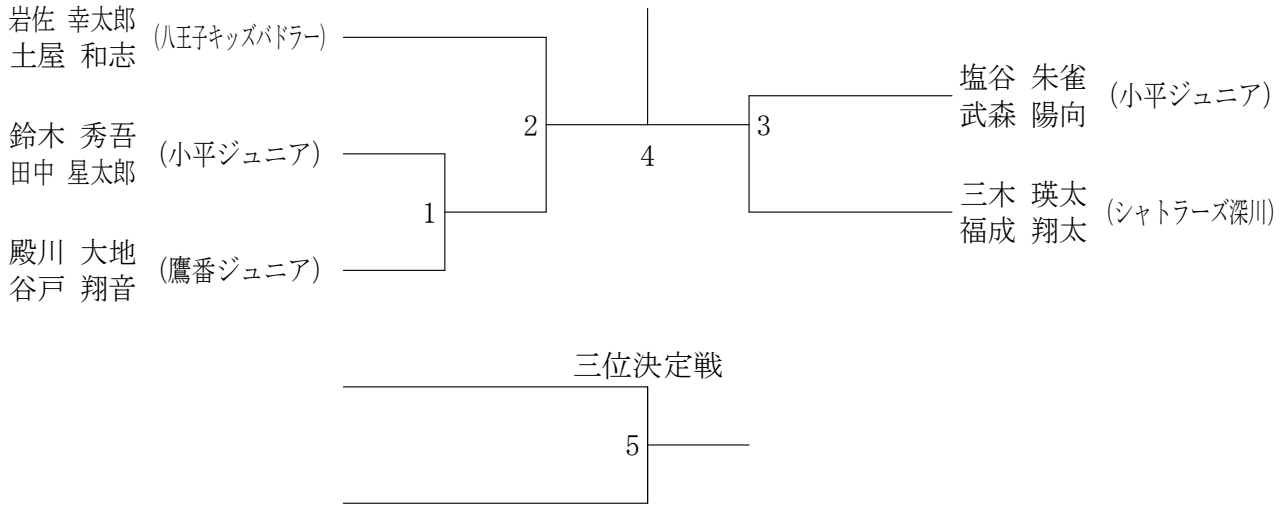 岩佐 幸太郎
土屋 和志
(八王子キッズバドラー)
鈴木 秀吾
田中 星太郎
(小平ジュニア)
殿川 大地
谷戸 翔音
(鷹番ジュニア)
1
2
4
3
塩谷 朱雀
武森 陽向
(小平ジュニア)
三木 瑛太
福成 翔太
(シャトラーズ深川)
三位決定戦
5